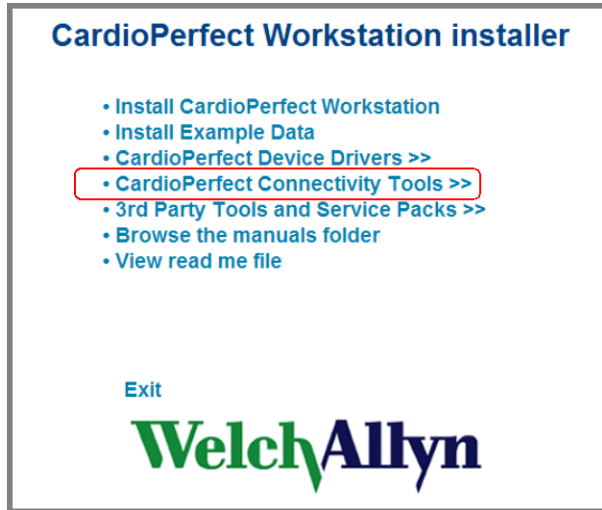 CardioPerfect Workstation installer
• Install CardioPerfect Workstation
• Install Example Data
• CardioPerfect Device Drivers >>
• CardioPerfect Connectivity Tools >>
• 3rd Party Tools and Service Packs >>
• Browse the manuals folder
• View read me file
Exit
WelchAllyn